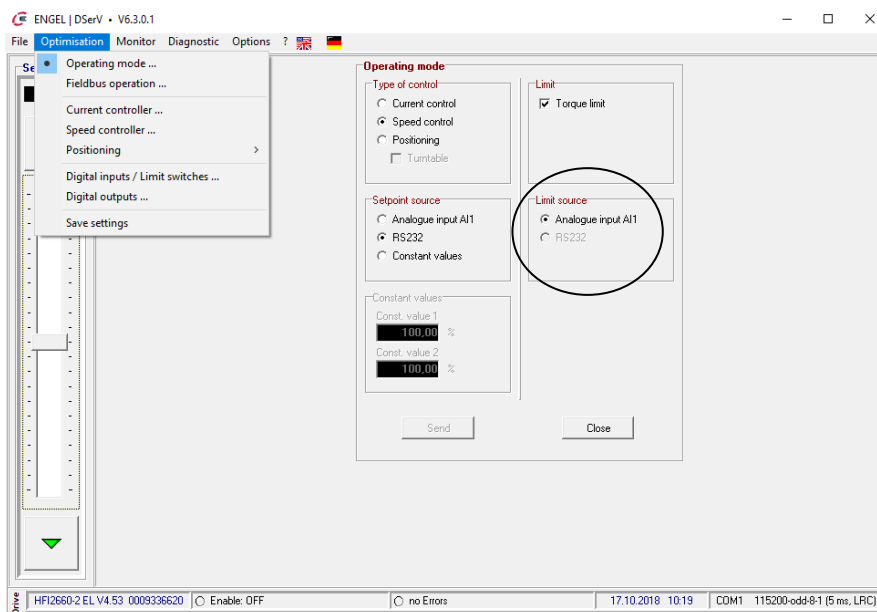 ENGEL | DSerV • V6.3.0.1
File Optimisation Monitor Diagnostic Options ?
Operating mode ...
Fieldbus operation ...
Current controller ...
Speed controller ...
Positioning
Digital inputs / Limit switches ...
Digital outputs ...
Save settings
Se
Operating mode
Type of control
Current control
Speed control
Positioning
Turntable
Limit
Torque limit
Setpoint source
Analogue input AI1
RS232
Constant values
Limit source
Analogue input AI1
RS232
Constant values
Const. value 1
100,00 %
Const. value 2
100,00 %
Send Close
Drive
HFI2660-2 EL V4.53 0009336620 Enable: OFF no Errors 17.10.2018 10:19 COM1 115200-odd-8-1 (5 ms, LRC)